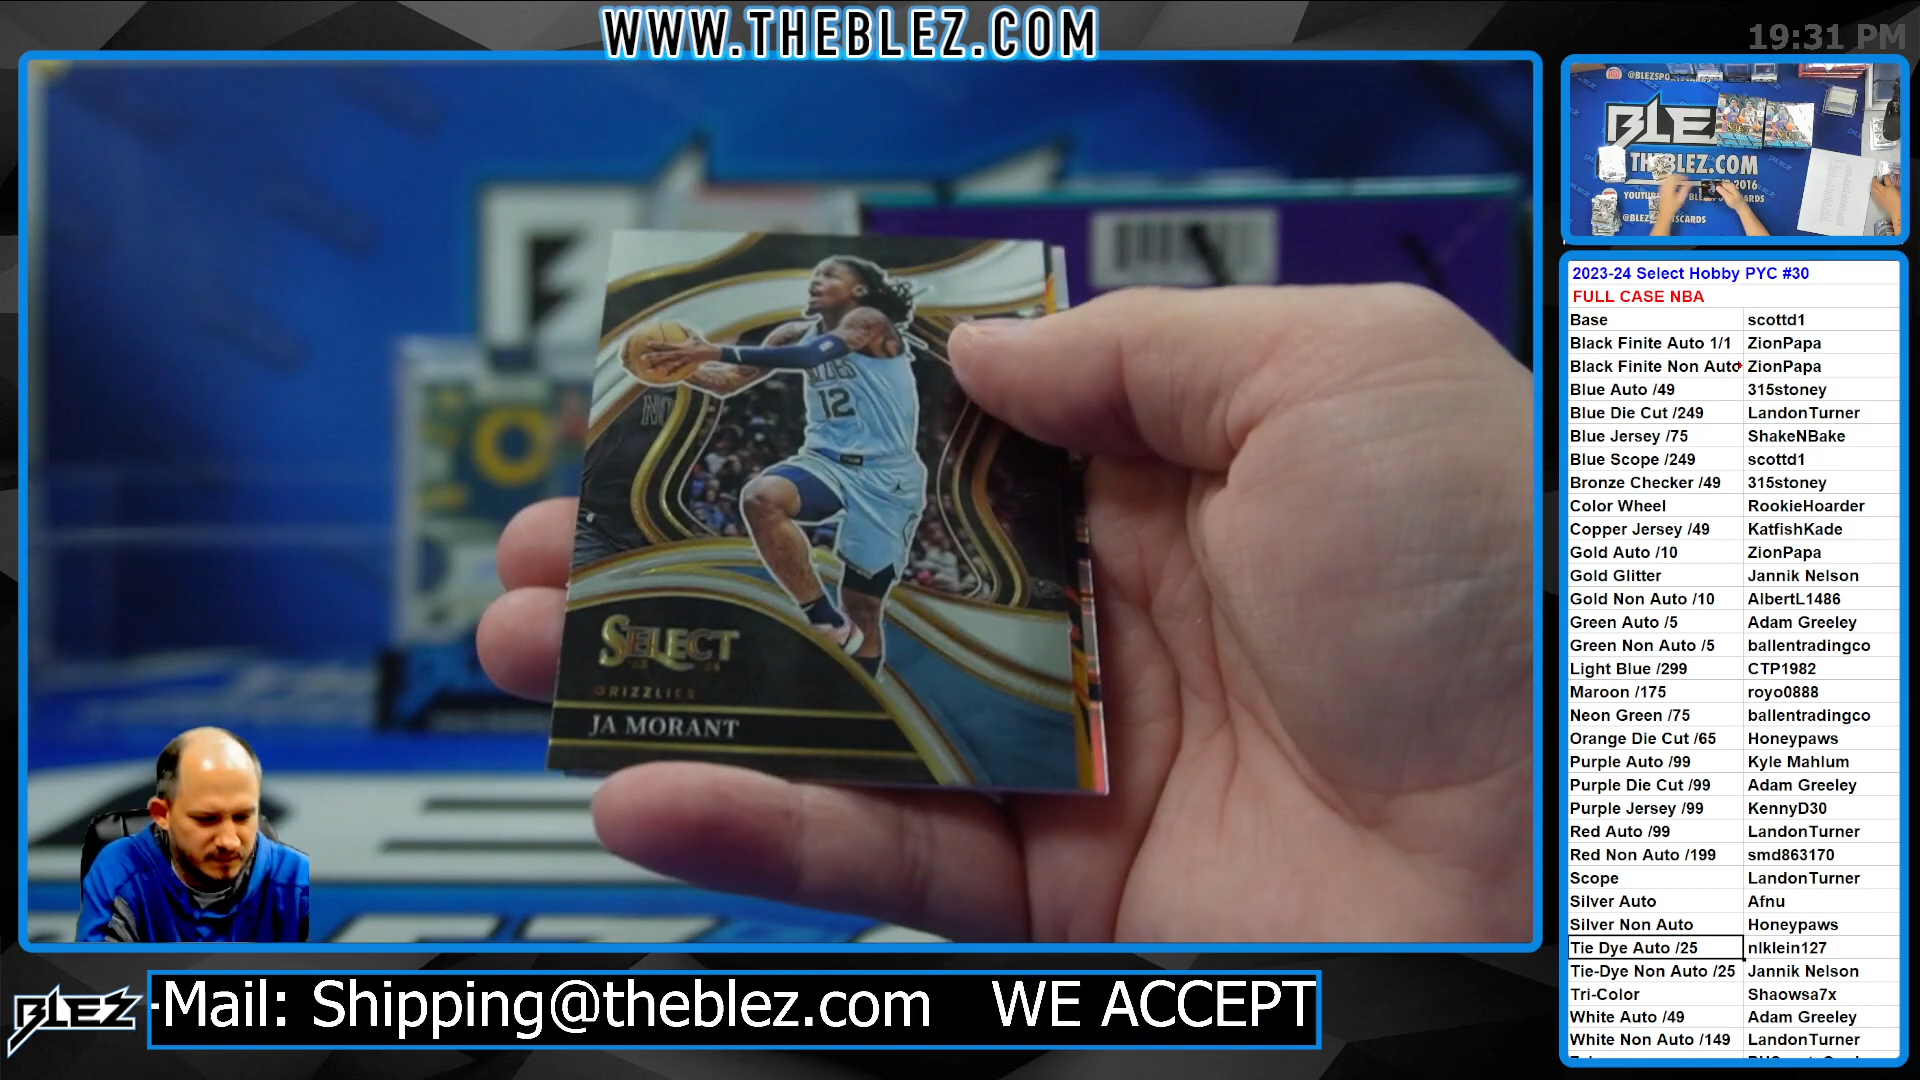 WWW.THEBLEZ.COM
19:31 PM
BLE
THEBLEZ.COM
2016
@BLEZ
2023-24 Select Hobby PYC #30
FULL CASE NBA
Base scottd1
Black Finite Auto 1/1 ZionPapa
Black Finite Non Auto ZionPapa
Blue Auto /49 315stoney
Blue Die Cut /249 LandonTurner
Blue Jersey /75 ShakeNBake
Blue Scope /249 scottd1
Bronze Checker /49 315stoney
Color Wheel RookieHoarder
Copper Jersey /49 KatfishKade
Gold Auto /10 ZionPapa
Gold Glitter Jannik Nelson
Gold Non Auto /10 AlbertL1486
Green Auto /5 Adam Greeley
Green Non Auto /5 ballentradingco
Light Blue /299 CTP1982
Maroon /175 royo0888
Neon Green /75 ballentradingco
Orange Die Cut /65 Honeypaws
Purple Auto /99 Kyle Mahlum
Purple Die Cut /99 Adam Greeley
Purple Jersey /99 KennyD30
Red Auto /99 LandonTurner
Red Non Auto /199 smd863170
Scope LandonTurner
Silver Auto Afnu
Silver Non Auto Honeypaws
Tie Dye Auto /25 nlklein127
Tie-Dye Non Auto /25 Jannik Nelson
Tri-Color Shaowsa7x
White Auto /49 Adam Greeley
White Non Auto /149 LandonTurner
12
SELECT
GRIZZLIES
JA MORANT
BLEZ
-Mail: Shipping@theblez.com WE ACCEPT